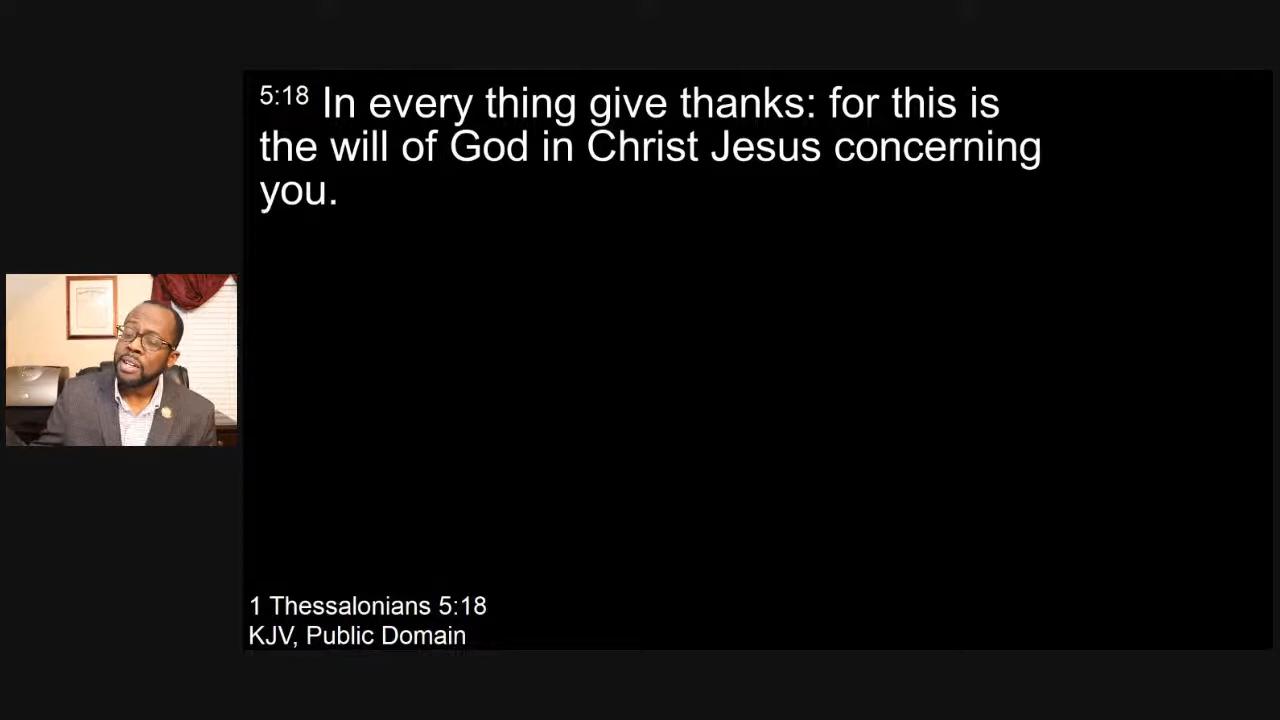 5:18 In every thing give thanks: for this is
the will of God in Christ Jesus concerning
you.
1 Thessalonians 5:18
KJV, Public Domain